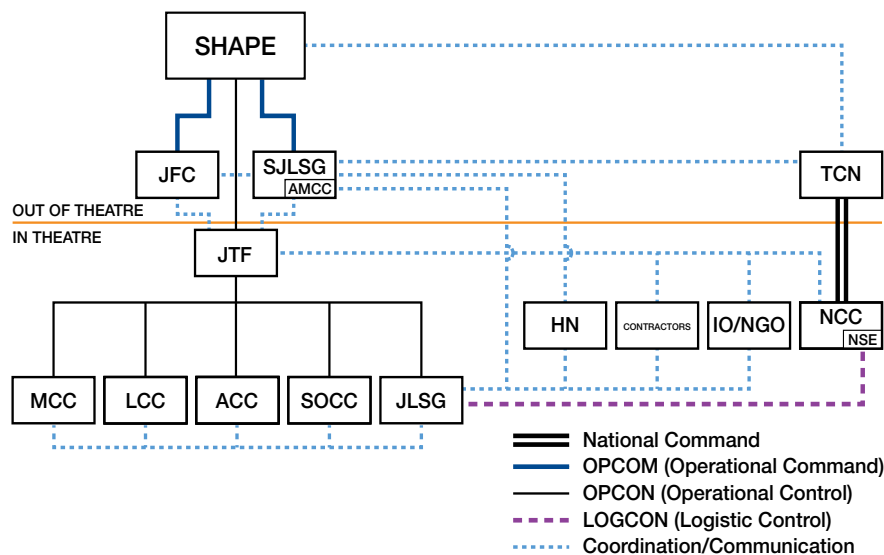 SHAPE
JFC
SJLSG
AMCC
TCN
OUT OF THEATRE
IN THEATRE
JTF
HN
CONTRACTORS
IO/NGO
NCC
NSE
MCC
LCC
ACC
SOCC
JLSG
National Command
OPCOM (Operational Command)
OPCON (Operational Control)
LOGCON (Logistic Control)
Coordination/Communication